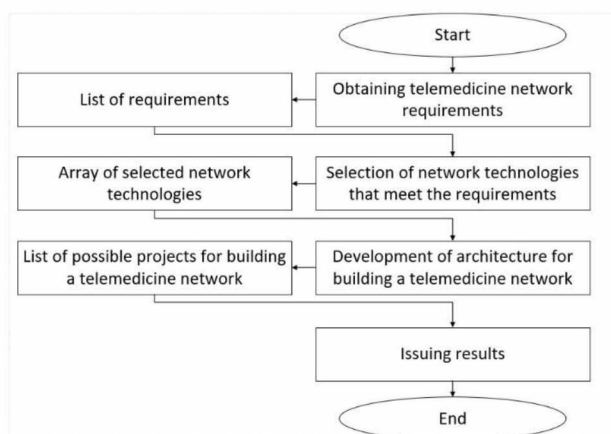 Start
List of requirements
Obtaining telemedicine network
requirements
Array of selected network
technologies
Selection of network technologies
that meet the requirements
List of possible projects for building
a telemedicine network
Development of architecture for
building a telemedicine network
Issuing results
End